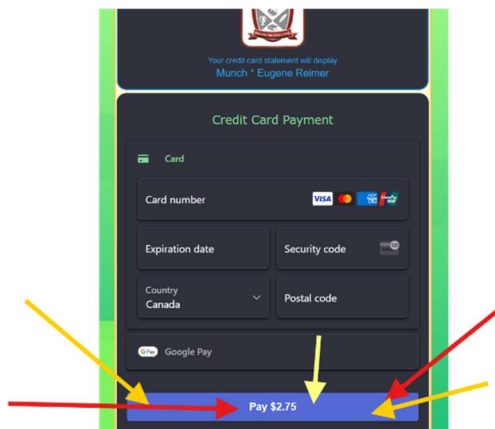 Your credit card statement will display
Munch * Eugene Reimer
Credit Card Payment
Card
Card number
VISA
Expiration date
Security code
Country
Canada
Postal code
G Pay
Google Pay
Pay $2.75